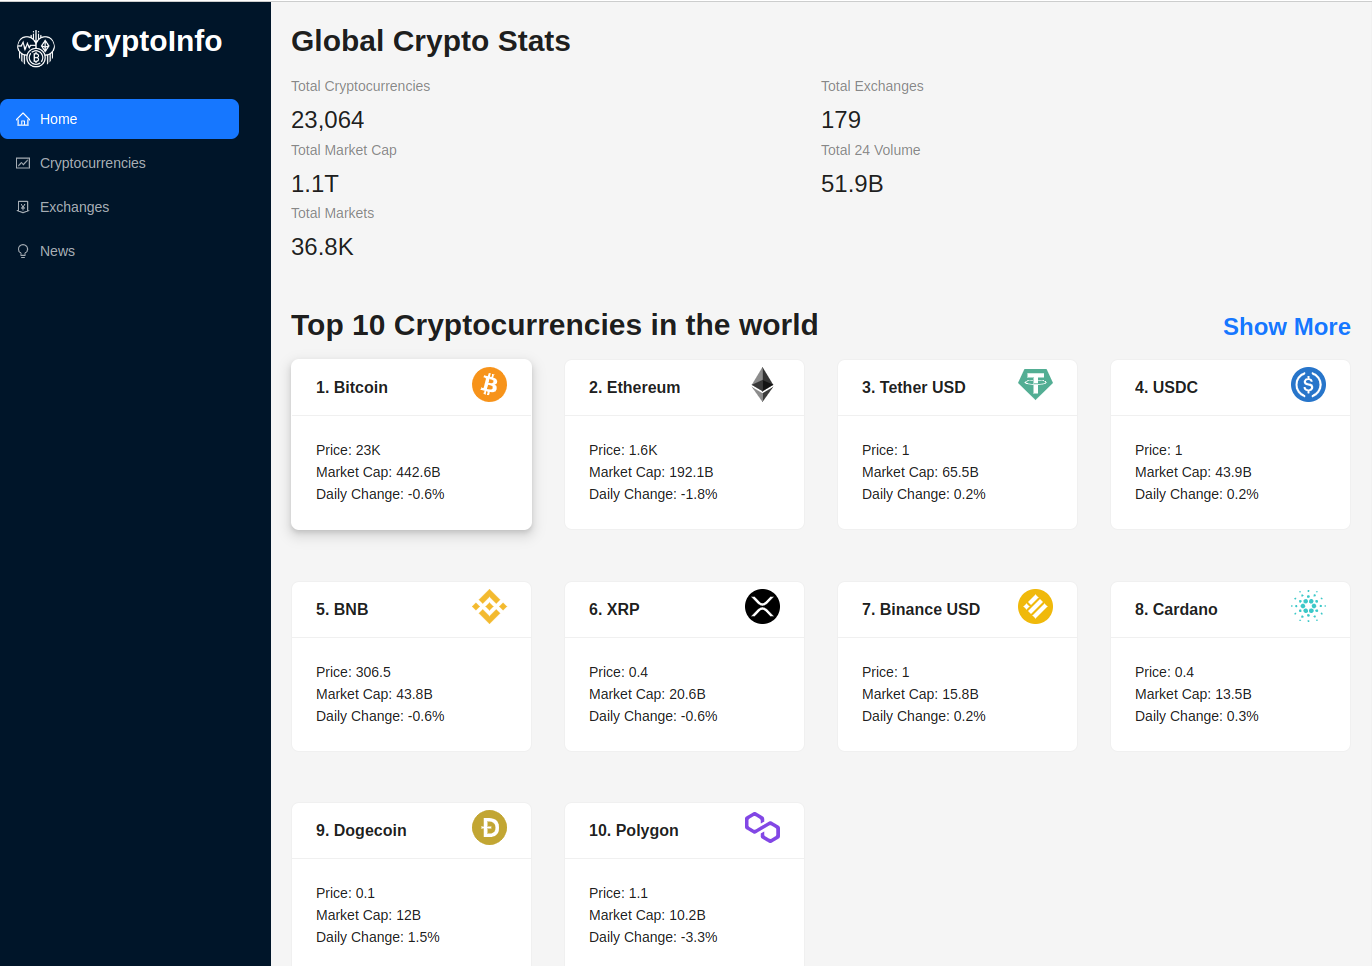 CryptoInfo
Home
Cryptocurrencies
Exchanges
News
Global Crypto Stats
Total Cryptocurrencies
23,064
Total Exchanges
179
Total Market Cap
1.1T
Total 24 Volume
51.9B
Total Markets
36.8K
Top 10 Cryptocurrencies in the world
Show More
1. Bitcoin
Price: 23K
Market Cap: 442.6B
Daily Change: -0.6%
2. Ethereum
Price: 1.6K
Market Cap: 192.1B
Daily Change: -1.8%
3. Tether USD
Price: 1
Market Cap: 65.5B
Daily Change: 0.2%
4. USDC
Price: 1
Market Cap: 43.9B
Daily Change: 0.2%
5. BNB
Price: 306.5
Market Cap: 43.8B
Daily Change: -0.6%
6. XRP
Price: 0.4
Market Cap: 20.6B
Daily Change: -0.6%
7. Binance USD
Price: 1
Market Cap: 15.8B
Daily Change: 0.2%
8. Cardano
Price: 0.4
Market Cap: 13.5B
Daily Change: 0.3%
9. Dogecoin
Price: 0.1
Market Cap: 12B
Daily Change: 1.5%
10. Polygon
Price: 1.1
Market Cap: 10.2B
Daily Change: -3.3%